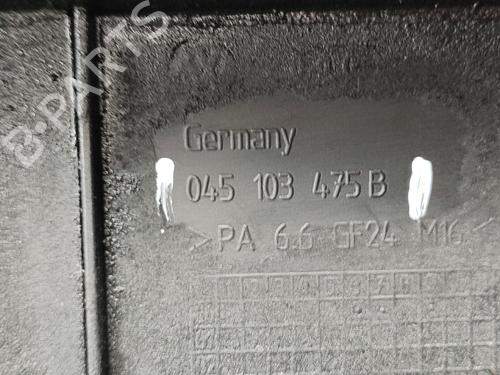 B-PARTS
Germany
045 103 475 B
>PA 6.6 GF24 M16<